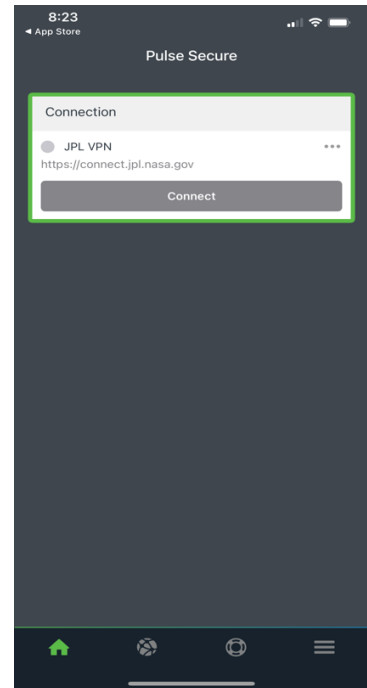 8:23
◀ App Store
Pulse Secure
Connection
JPL VPN
https://connect.jpl.nasa.gov
Connect